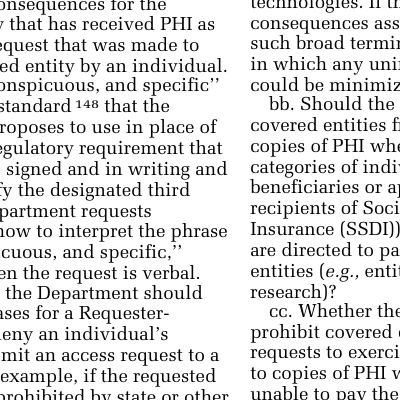 onsequences for the
that has received PHI as
equest that was made to
ed entity by an individual.
onspicuous, and specific’’
standard 148 that the
roposes to use in place of
egulatory requirement that
signed and in writing and
fy the designated third
partment requests
how to interpret the phrase
cuous, and specific,’’
en the request is verbal.
the Department should
ases for a Requester-
eny an individual’s
mit an access request to a
example, if the requested
prohibited by state or other
technologies. If th
consequences ass
such broad termin
in which any uni
could be minimiz
bb. Should the
covered entities f
copies of PHI whe
categories of indi
beneficiaries or a
recipients of Soci
Insurance (SSDI))
are directed to pa
entities (e.g., enti
research)?
cc. Whether the
prohibit covered
requests to exerci
to copies of PHI w
unable to pay the